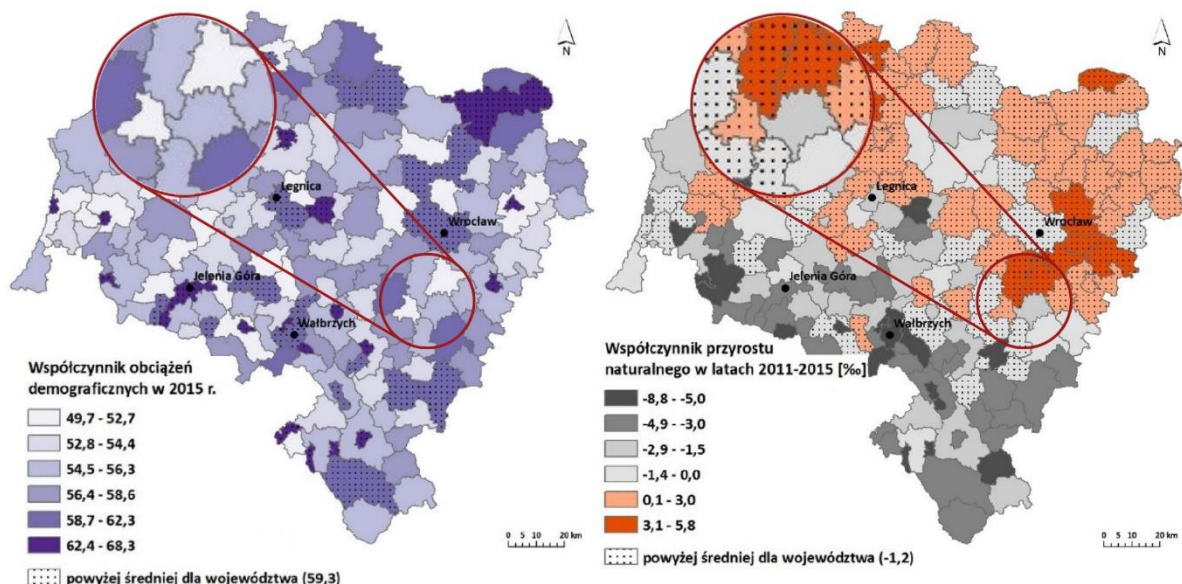 N
Legnica
Wrocław
Jelenia Góra
Wałbrzych
Współczynnik obciążeń
demograficznych w 2015 r.
49,7 - 52,7
52,8 - 54,4
54,5 - 56,3
56,4 - 58,6
58,7 - 62,3
62,4 - 68,3
powyżej średniej dla województwa (59,3)
0 5 10 20 km
N
Legnica
Wrocław
Jelenia Góra
Wałbrzych
Współczynnik przyrostu
naturalnego w latach 2011-2015 [‰]
-8,8 - -5,0
-4,9 - -3,0
-2,9 - -1,5
-1,4 - 0,0
0,1 - 3,0
3,1 - 5,8
powyżej średniej dla województwa (-1,2)
0 5 10 20 km